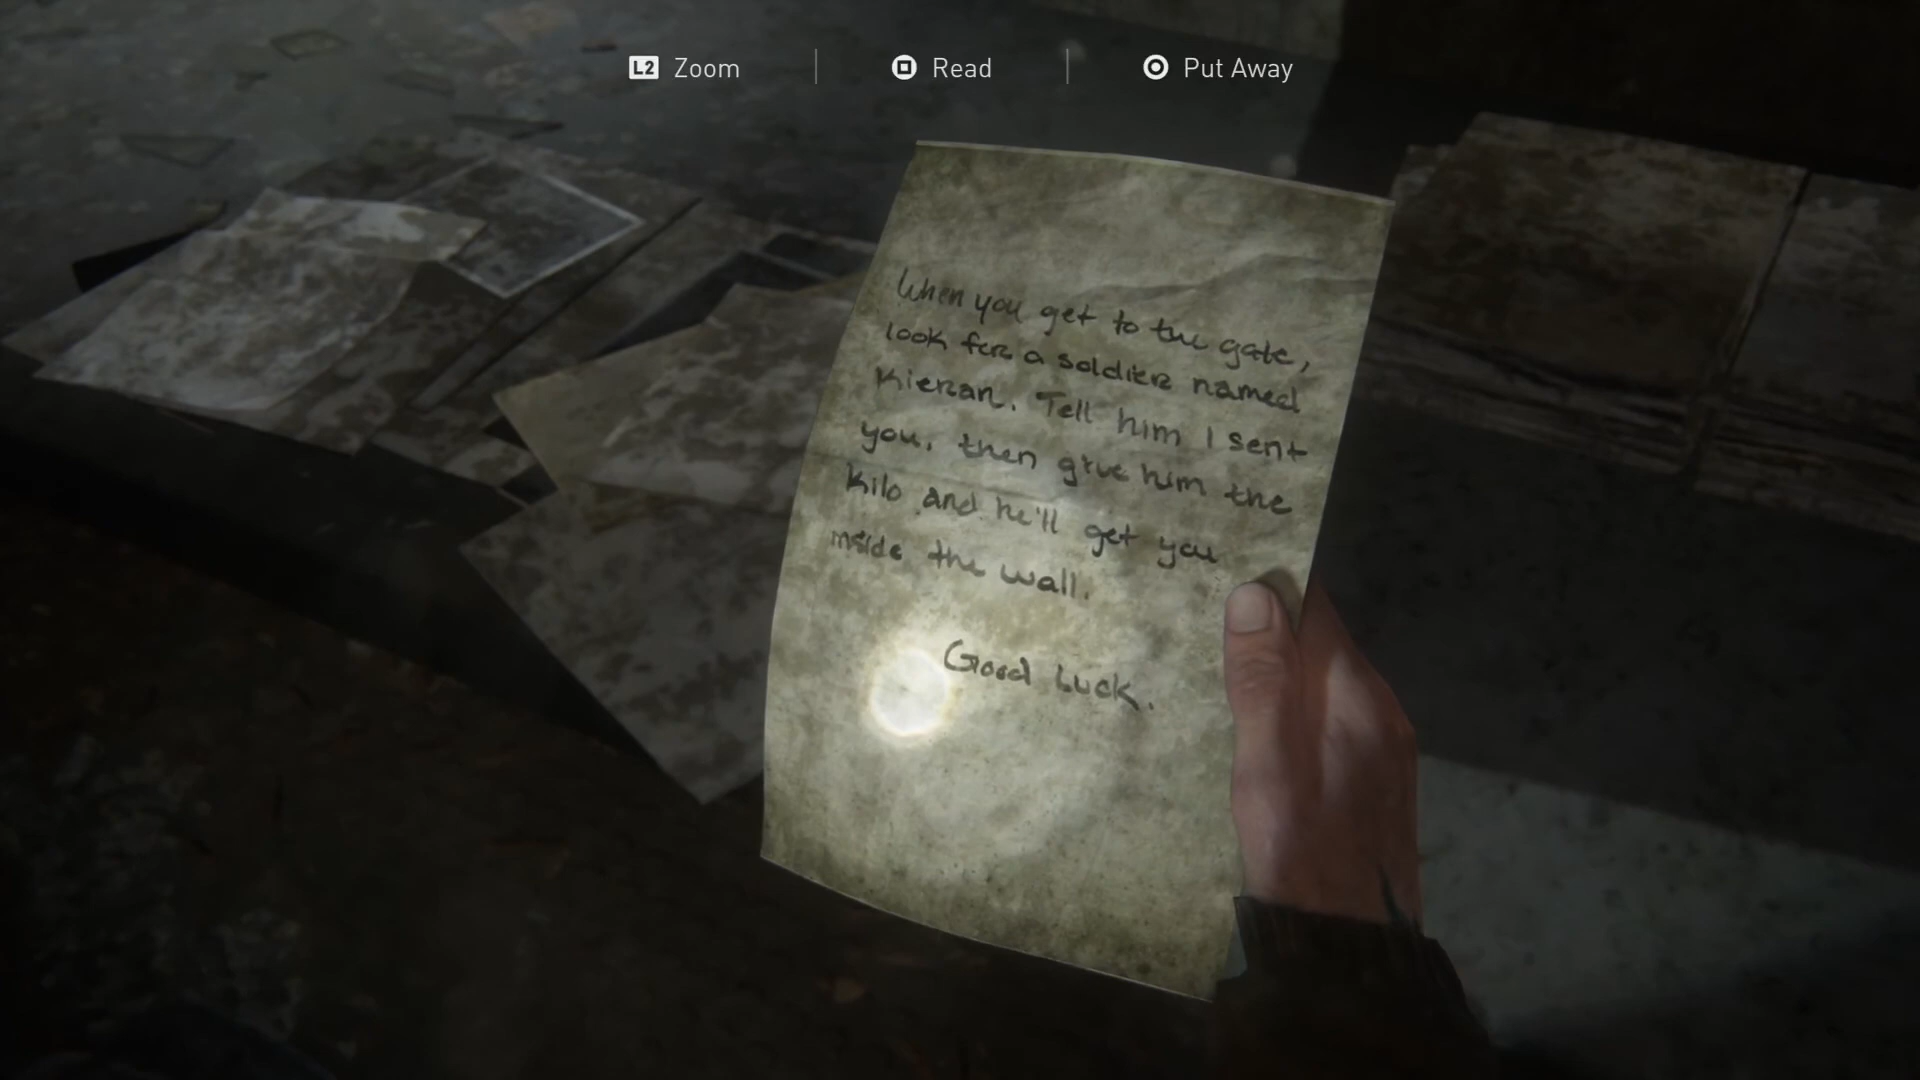 L2 Zoom
Read
Put Away
When you get to the gate,
look for a soldier named
Kieran. Tell him I sent
you, then give him the
kilo and he'll get you
inside the wall.
Good Luck.